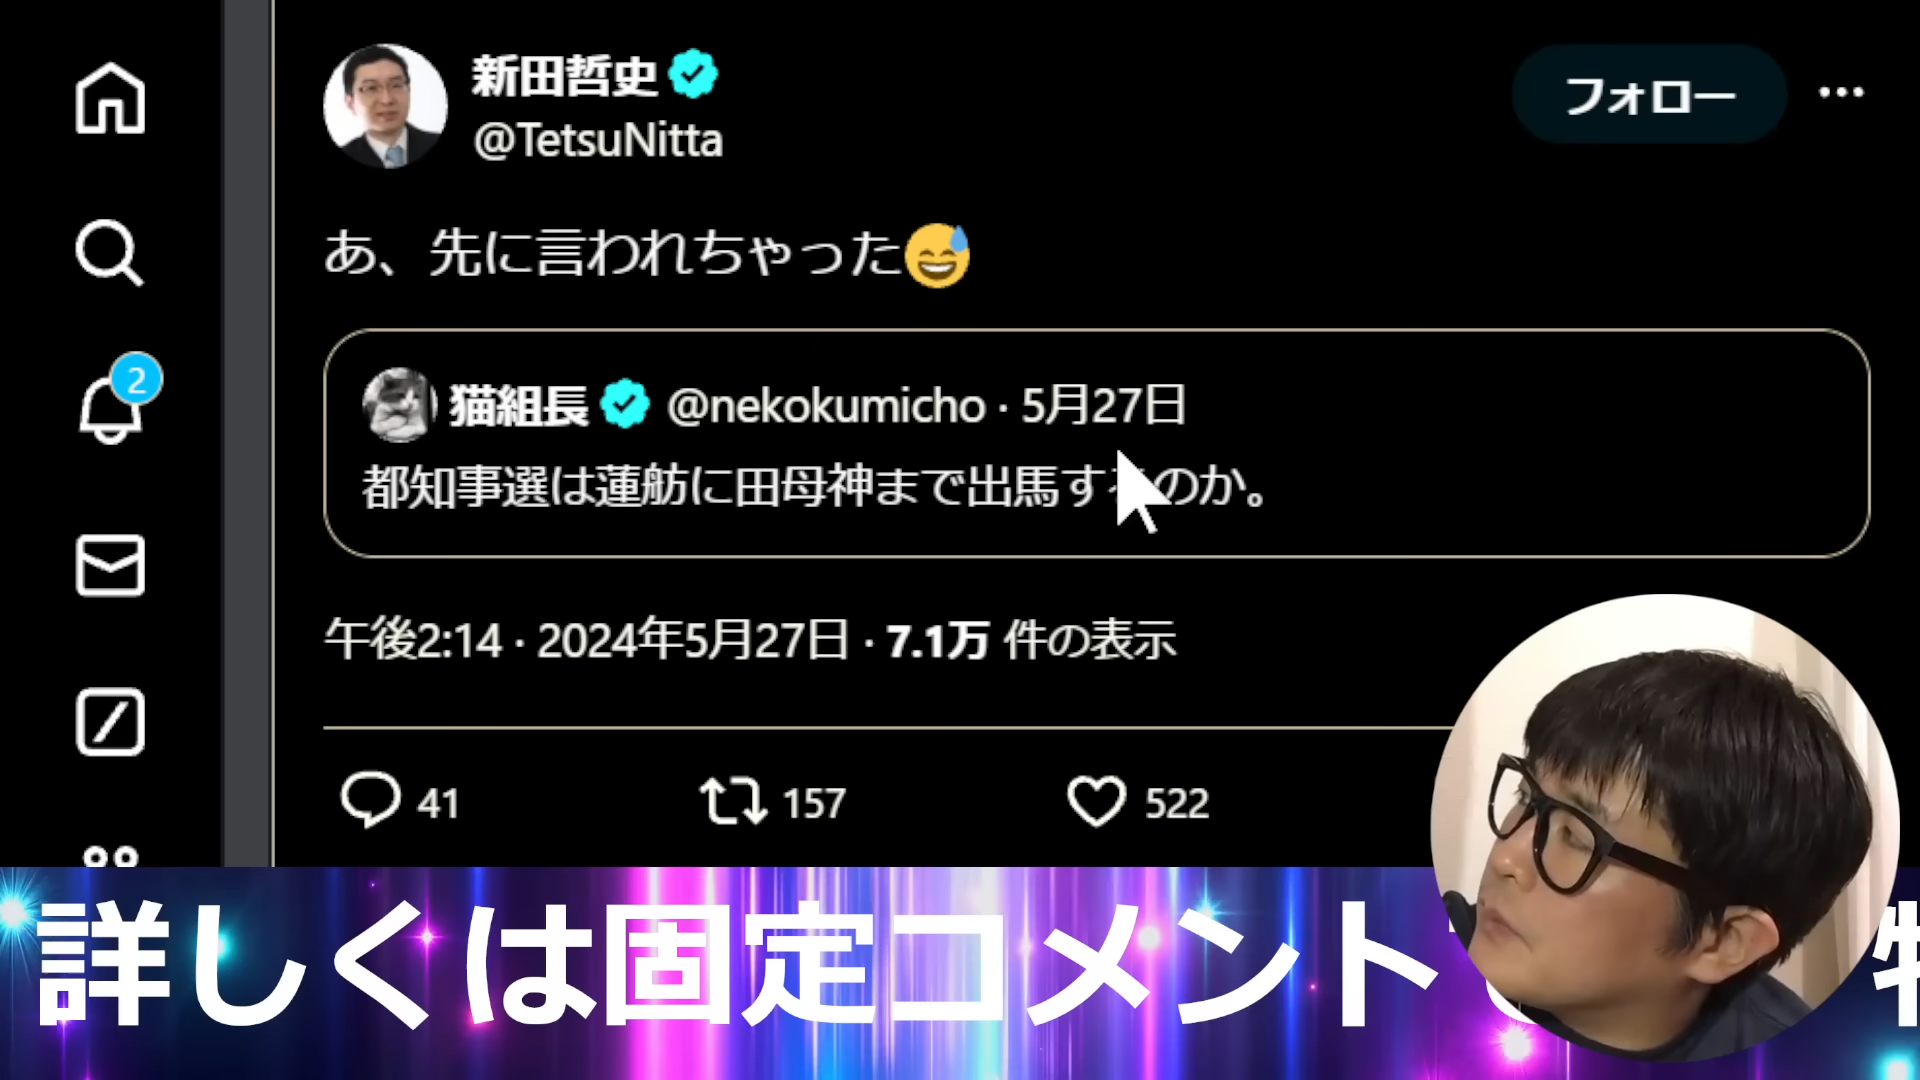 新田哲史
@TetsuNitta
フォロー
あ、先に言われちゃった😅
2
猫組長 @nekokumicho · 5月27日
都知事選は蓮舫に田母神まで出馬するのか。
午後2:14 · 2024年5月27日 · 7.1万 件の表示
41 157 522
詳しくは固定コメント